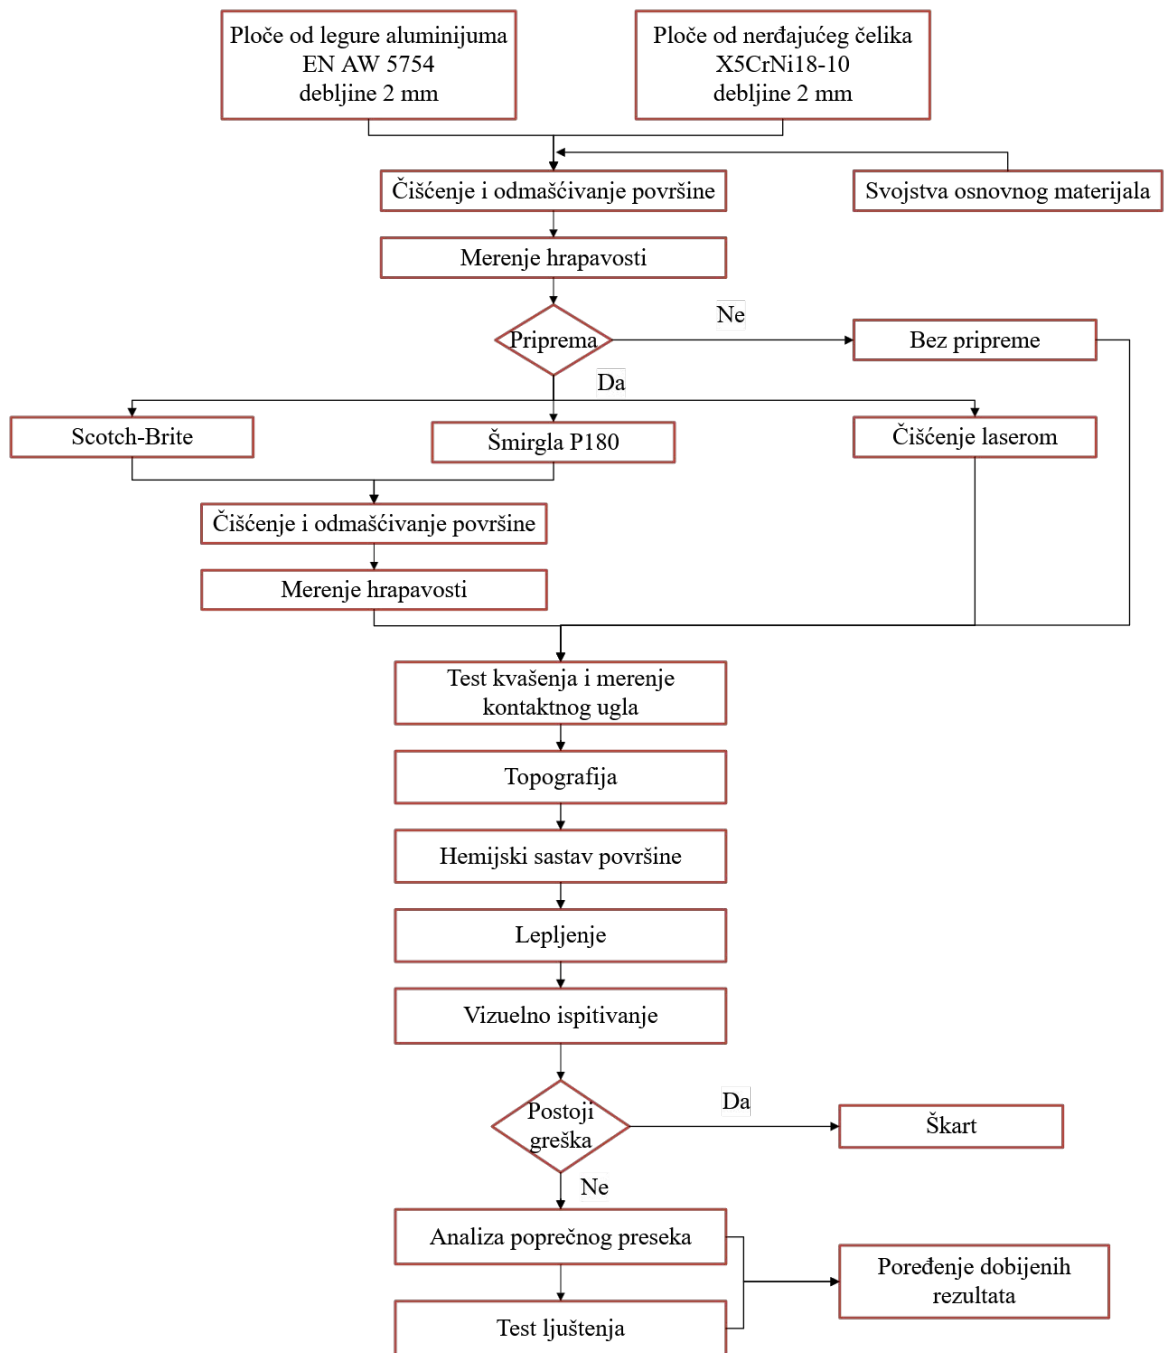 Ploče od legure aluminijuma
EN AW 5754
debljine 2 mm
Ploče od nerđajućeg čelika
X5CrNi18-10
debljine 2 mm
Čišćenje i odmašćivanje površine
Svojstva osnovnog materijala
Merenje hrapavosti
Priprema
Ne
Bez pripreme
Da
Scotch-Brite
Šmirgla P180
Čišćenje laserom
Čišćenje i odmašćivanje površine
Merenje hrapavosti
Test kvašenja i merenje
kontaktnog ugla
Topografija
Hemijski sastav površine
Lepljenje
Vizuelno ispitivanje
Postoji
greška
Da
Škart
Ne
Analiza poprečnog preseka
Poređenje dobijenih
rezultata
Test ljuštenja